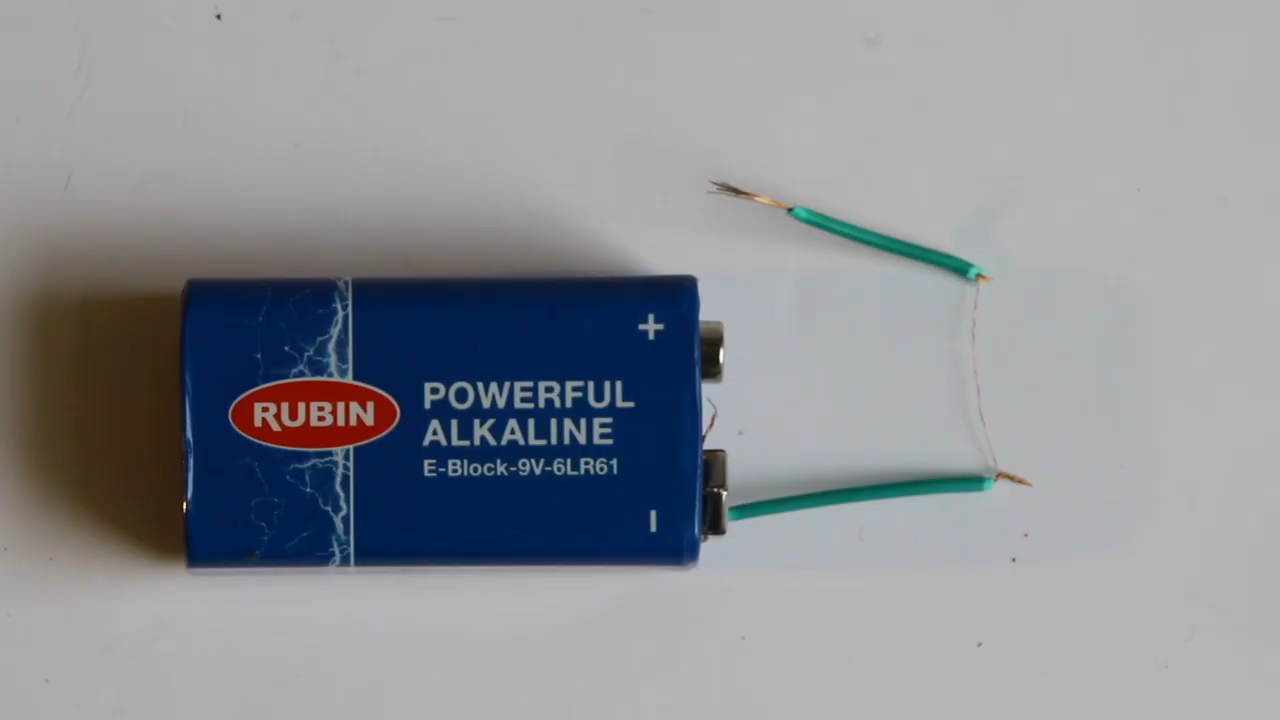 +
RUBIN
POWERFUL
ALKALINE
E-Block-9V-6LR61
–